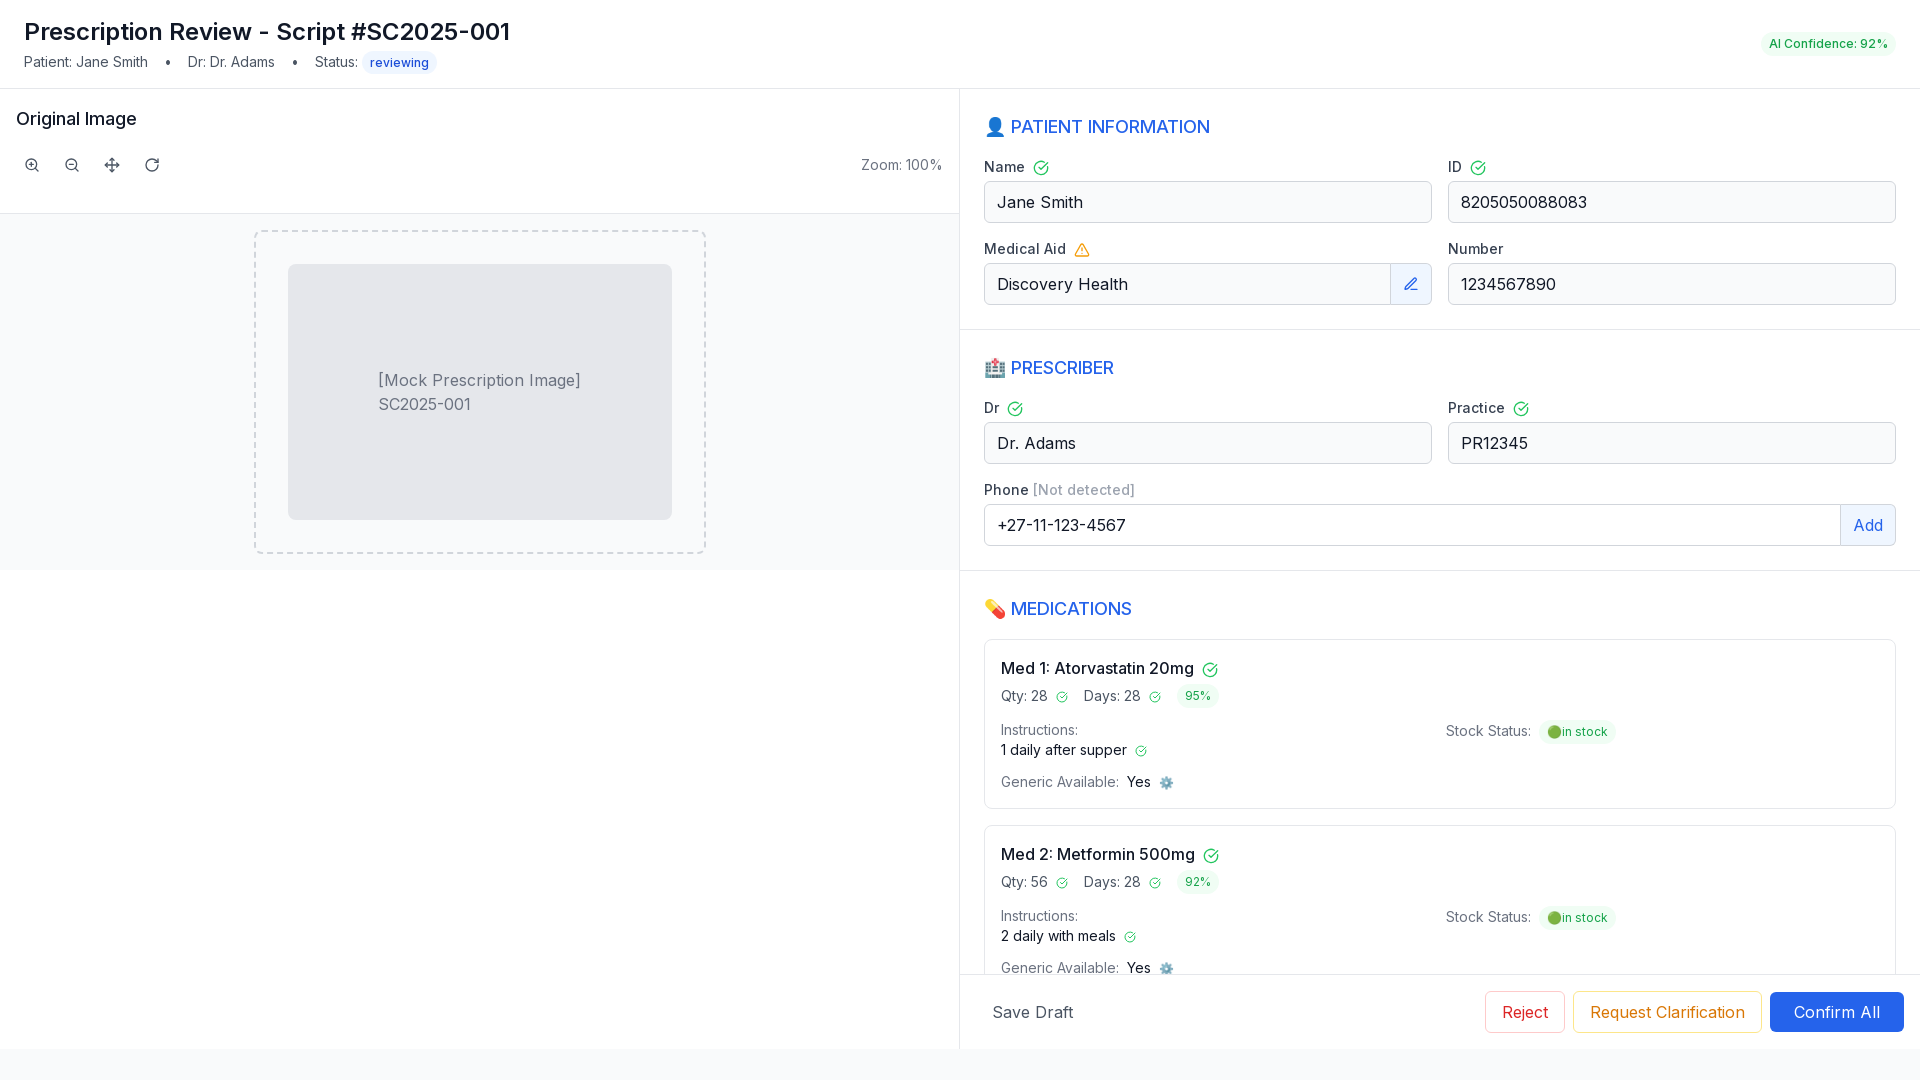 Prescription Review - Script #SC2025-001
Patient: Jane Smith • Dr: Dr. Adams • Status: reviewing
AI Confidence: 92%
Original Image
Zoom: 100%
[Mock Prescription Image]
SC2025-001
👤 PATIENT INFORMATION
Name
Jane Smith
ID
8205050088083
Medical Aid
Discovery Health
Number
1234567890
🏥 PRESCRIBER
Dr
Dr. Adams
Practice
PR12345
Phone [Not detected]
+27-11-123-4567
Add
💊 MEDICATIONS
Med 1: Atorvastatin 20mg
Qty: 28 Days: 28 95%
Instructions:
1 daily after supper
Stock Status: 🟢in stock
Generic Available: Yes ⚙️
Med 2: Metformin 500mg
Qty: 56 Days: 28 92%
Instructions:
2 daily with meals
Stock Status: 🟢in stock
Generic Available: Yes ⚙️
Save Draft
Reject
Request Clarification
Confirm All